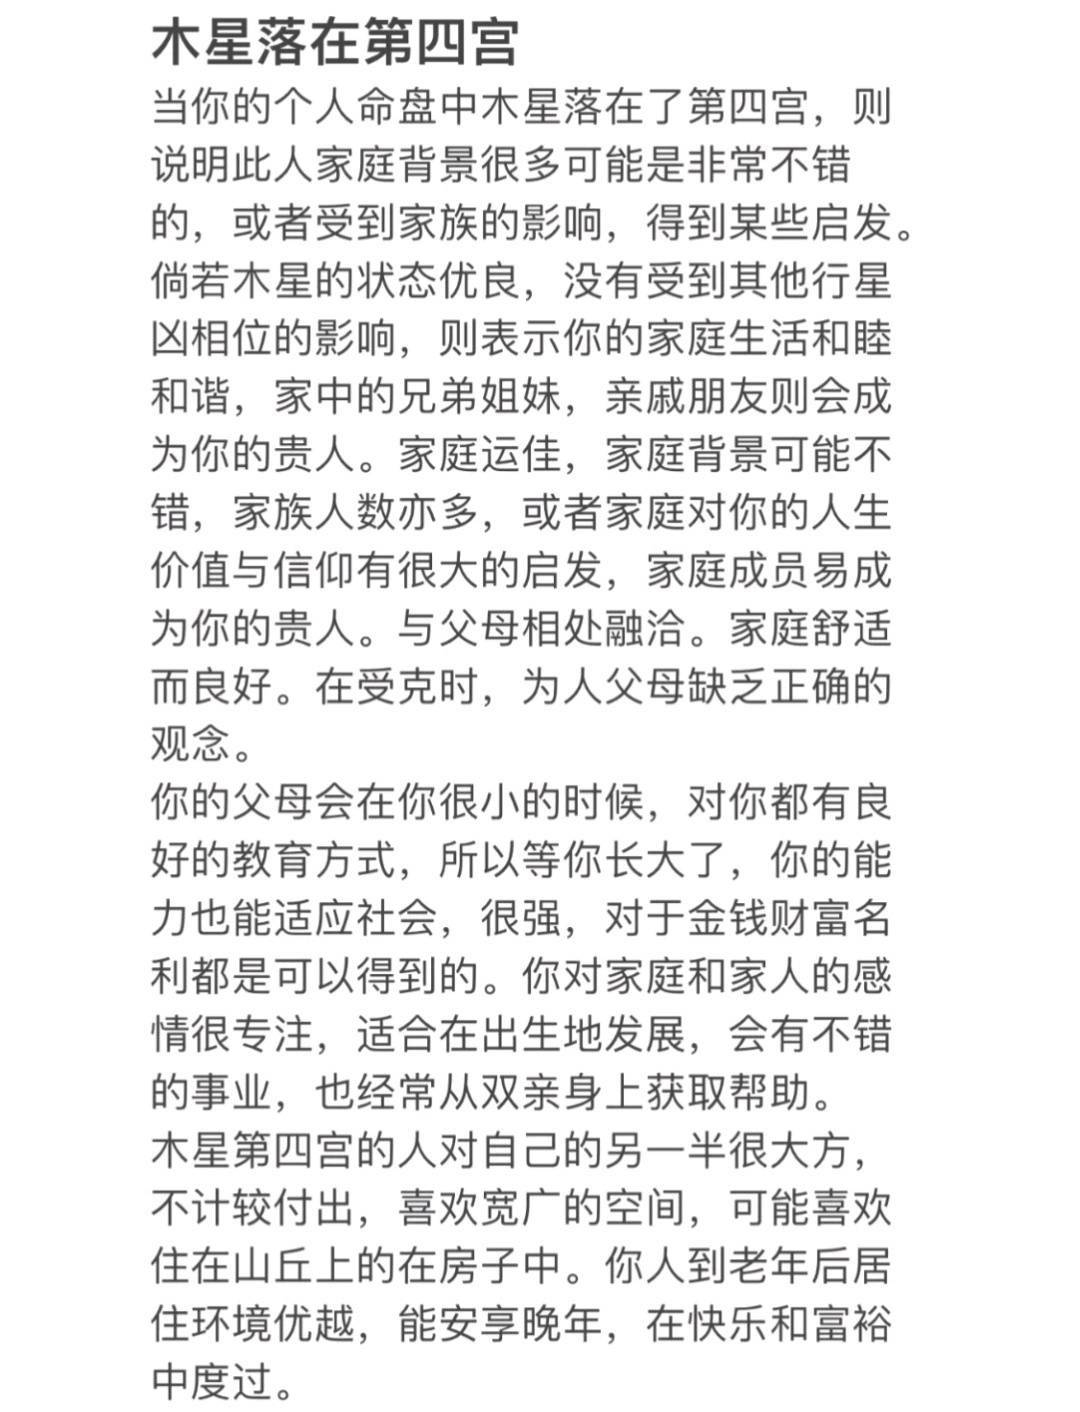 木星落在第四宫
当你的个人命盘中木星落在了第四宫，则
说明此人家庭背景很多可能是非常不错
的，或者受到家族的影响，得到某些启发。
倘若木星的状态优良，没有受到其他行星
凶相位的影响，则表示你的家庭生活和睦
和谐，家中的兄弟姐妹，亲戚朋友则会成
为你的贵人。家庭运佳，家庭背景可能不
错，家族人数亦多，或者家庭对你的人生
价值与信仰有很大的启发，家庭成员易成
为你的贵人。与父母相处融洽。家庭舒适
而良好。在受克时，为人父母缺乏正确的
观念。
你的父母会在你很小的时候，对你都有良
好的教育方式，所以等你长大了，你的能
力也能适应社会，很强，对于金钱财富名
利都是可以得到的。你对家庭和家人的感
情很专注，适合在出生地发展，会有不错
的事业，也经常从双亲身上获取帮助。
木星第四宫的人对自己的另一半很大方，
不计较付出，喜欢宽广的空间，可能喜欢
住在山丘上的在房子中。你人到老年后居
住环境优越，能安享晚年，在快乐和富裕
中度过。